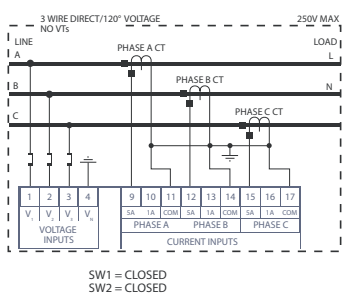 3 WIRE DIRECT/120° VOLTAGE
NO VTs
250V MAX
LINE
LOAD
A
PHASE A CT
L
B
PHASE B CT
N
C
PHASE C CT
1 2 3 4
V1 V2 V3 VN
VOLTAGE
INPUTS
9 10 11 12 13 14 15 16 17
5A 1A COM 5A 1A COM 5A 1A COM
PHASE A PHASE B PHASE C
CURRENT INPUTS
SW1 = CLOSED
SW2 = CLOSED